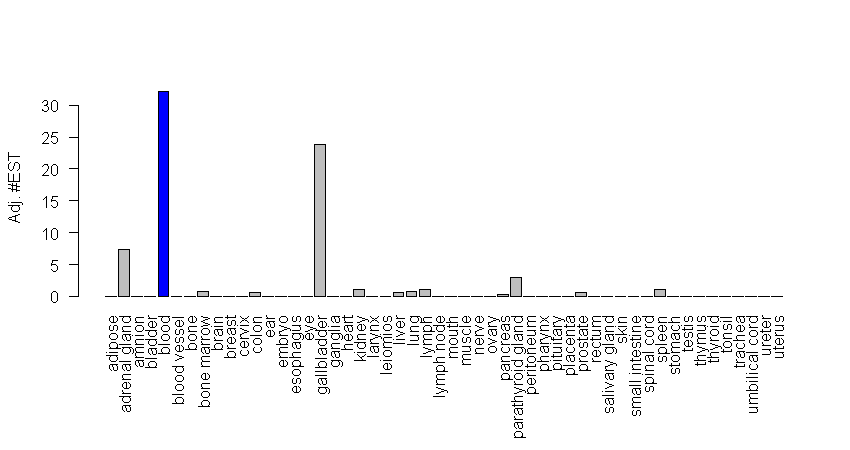 Adj. #EST
30
25
20
15
10
5
0
adipose
adrenal gland
amnion
bladder
blood
blood vessel
bone
bone marrow
brain
breast
cervix
colon
ear
embryo
esophagus
eye
gallbladder
ganglia
heart
kidney
larynx
leiomios
liver
lung
lymph
lymph node
mouth
muscle
nerve
ovary
pancreas
parathyroid gland
peritoneum
pharynx
pituitary
placenta
prostate
rectum
salivary gland
skin
small intestine
spinal cord
spleen
stomach
testis
thymus
thyroid
tonsil
trachea
umbilical cord
ureter
uterus